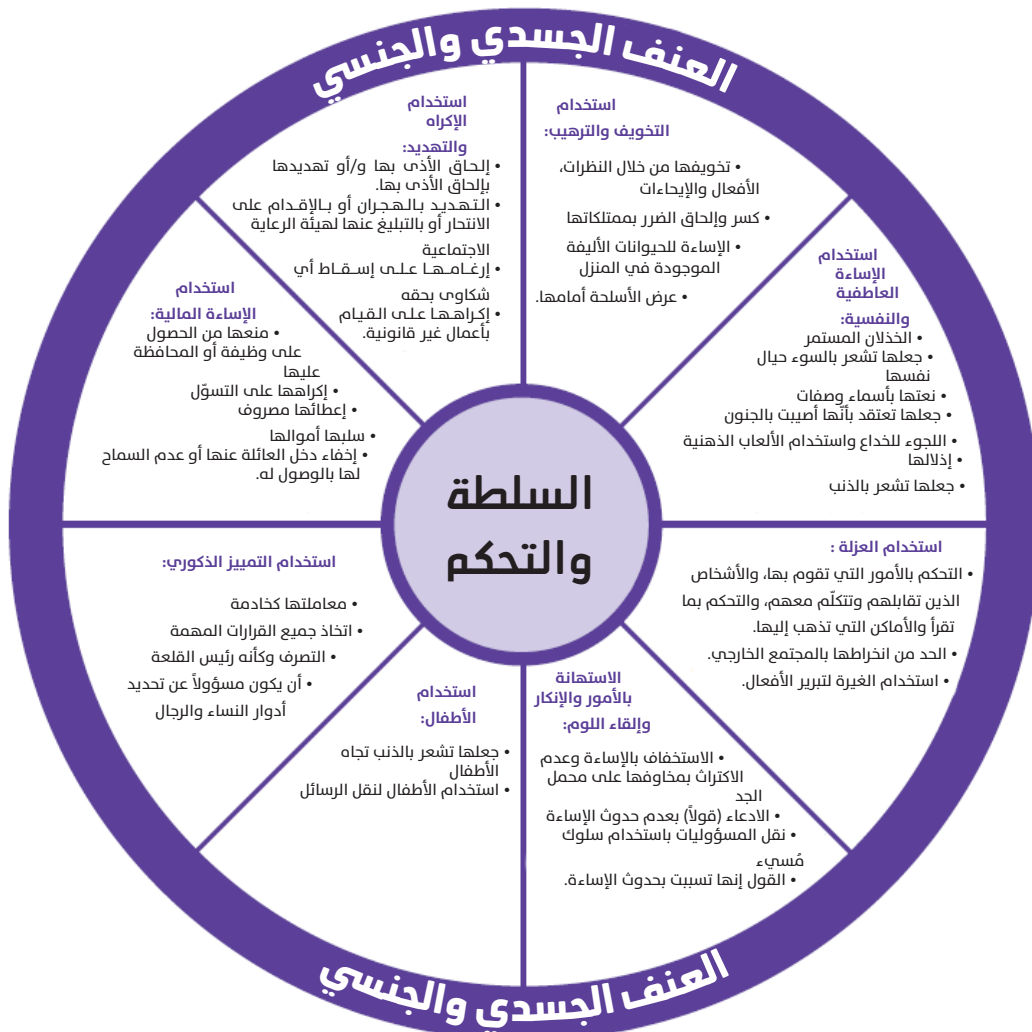 العنف الجسدي والجنسي
استخدام
التخويف والترهيب:
• تخويفها من خلال النظرات،
الأفعال والإيحاءات
• كسر وإلحاق الضرر بممتلكاتها
• الإساءة للحيوانات الأليفة
الموجودة في المنزل
• عرض الأسلحة أمامها.
استخدام
الإساءة
العاطفية
والنفسية:
• الخذلان المستمر
• جعلها تشعر بالسوء حيال
نفسها
• نعتها بأسماء وصفات
• جعلها تعتقد بأنّها أصيبت بالجنون
• اللجوء للخداع واستخدام الألعاب الذهنية
• إذلالها
• جعلها تشعر بالذنب
استخدام العزلة :
• التحكم بالأمور التي تقوم بها، والأشخاص
الذين تقابلهم وتتكلّم معهم، والتحكم بما
تقرأ والأماكن التي تذهب إليها.
• الحد من انخراطها بالمجتمع الخارجي.
• استخدام الغيرة لتبرير الأفعال.
الاستهانة
بالأمور والإنكار
وإلقاء اللوم:
• الاستخفاف بالإساءة وعدم
الاكتراث بمخاوفها على محمل
الجد
• الادعاء (قولاً) بعدم حدوث الإساءة
• نقل المسؤوليات باستخدام سلوك
مُسيء
• القول إنها تسببت بحدوث الإساءة.
استخدام
الأطفال:
• جعلها تشعر بالذنب تجاه
الأطفال
• استخدام الأطفال لنقل الرسائل
استخدام التمييز الذكوري:
• معاملتها كخادمة
• اتخاذ جميع القرارات المهمة
• التصرف وكأنه رئيس القلعة
• أن يكون مسؤولاً عن تحديد
أدوار النساء والرجال
استخدام
الإساءة المالية:
• منعها من الحصول
على وظيفة أو المحافظة
عليها
• إكراهها على التسوّل
• إعطائها مصروف
• سلبها أموالها
• إخفاء دخل العائلة عنها أو عدم السماح
لها بالوصول له.
استخدام
الإكراه
والتهديد:
• إلحاق الأذى بها و/أو تهديدها
بإلحاق الأذى بها.
• التهديد بالهجران أو بالإقدام على
الانتحار أو بالتبليغ عنها لهيئة الرعاية
الاجتماعية
• إرغامها على إسقاط أي
شكاوى بحقه
• إكراهها على القيام
بأعمال غير قانونية.
السلطة
والتحكم
العنف الجسدي والجنسي